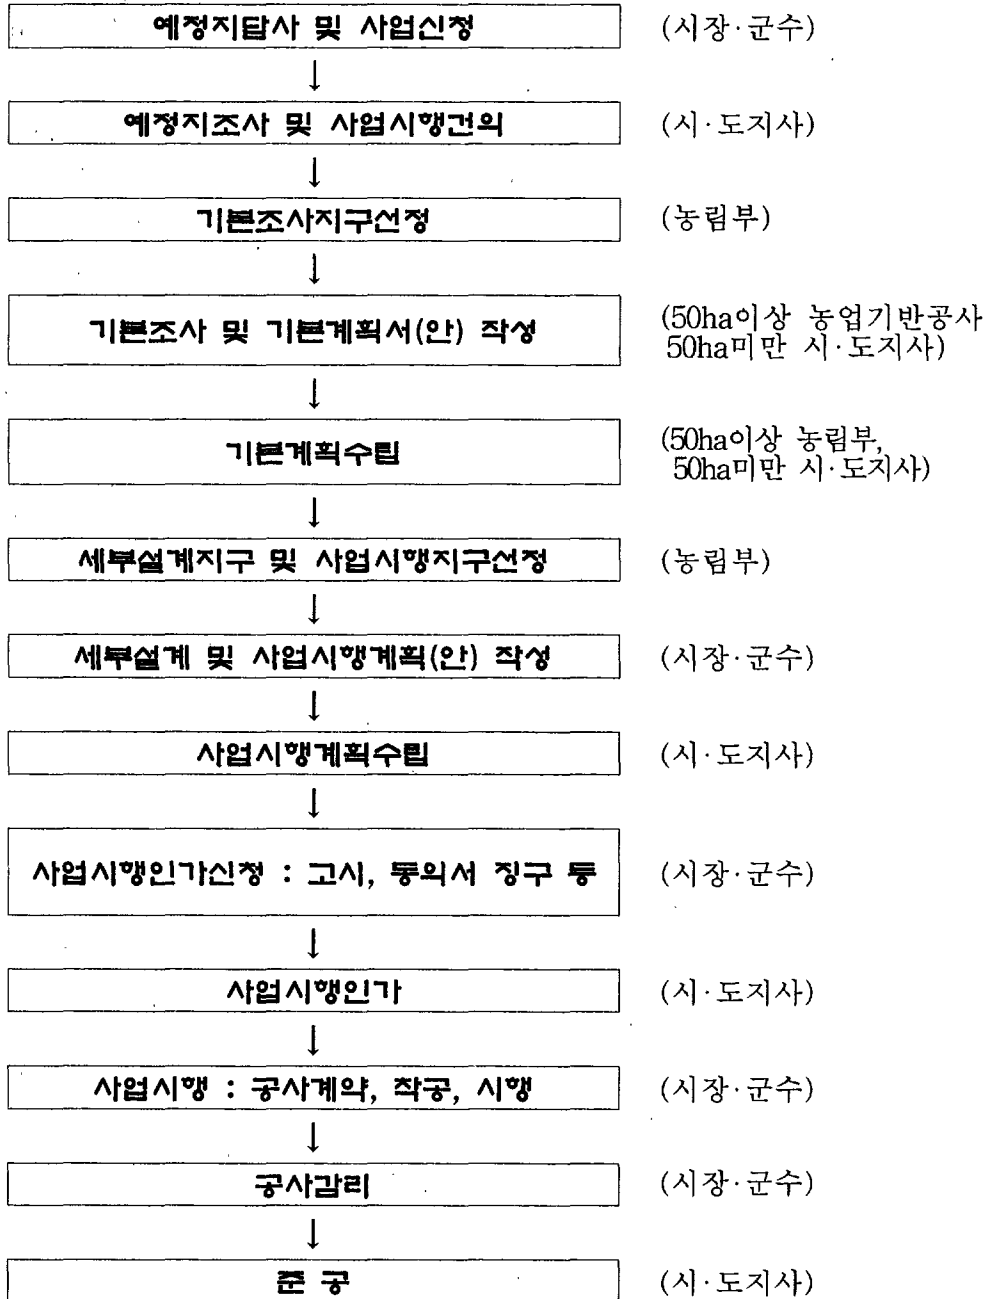 예정지답사 및 사업신청 (시장·군수)
↓
예정지조사 및 사업시행건의 (시·도지사)
↓
기본조사지구선정 (농림부)
↓
기본조사 및 기본계획서(안) 작성 (50ha이상 농업기반공사
50ha미만 시·도지사)
↓
기본계획수립 (50ha이상 농림부,
50ha미만 시·도지사)
↓
세부설계지구 및 사업시행지구선정 (농림부)
↓
세부설계 및 사업시행계획(안) 작성 (시장·군수)
↓
사업시행계획수립 (시·도지사)
↓
사업시행인가신청 : 고시, 동의서 징구 등 (시장·군수)
↓
사업시행인가 (시·도지사)
↓
사업시행 : 공사계약, 착공, 시행 (시장·군수)
↓
공사감리 (시장·군수)
↓
준 공 (시·도지사)